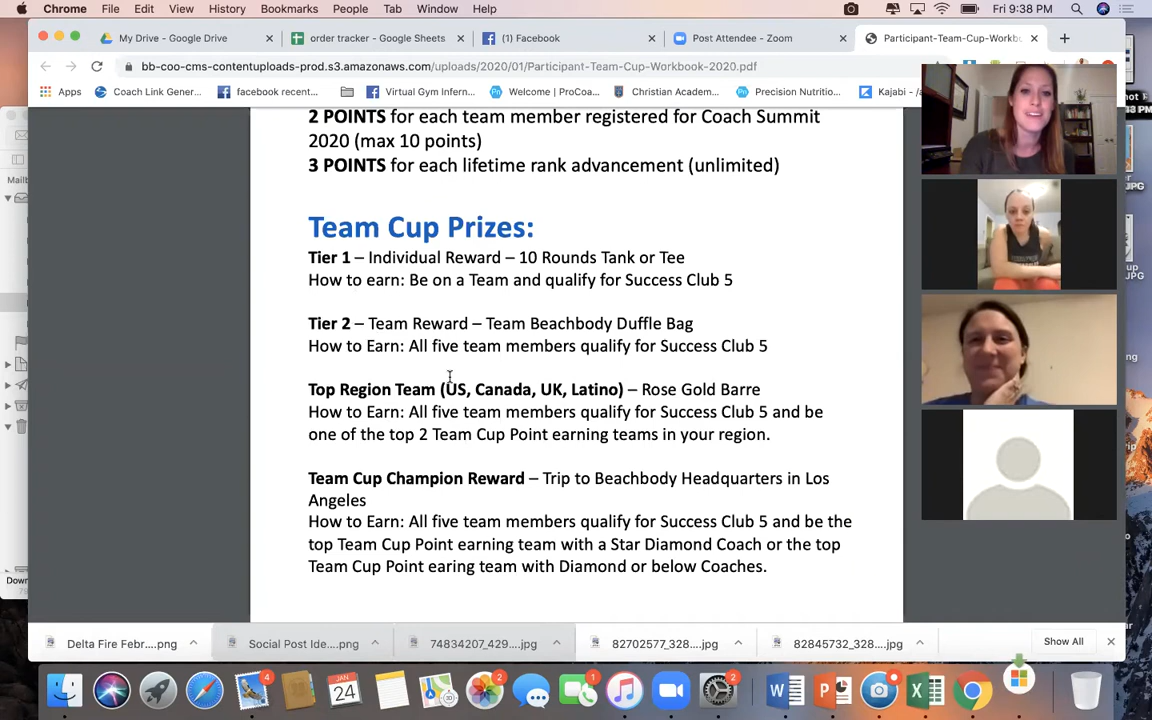 Chrome File Edit View History Bookmarks People Tab Window Help Fri 9:38 PM
My Drive - Google Drive order tracker - Google Sheets (1) Facebook Post Attendee - Zoom Participant-Team-Cup-Workbo
bb-coo-cms-contentuploads-prod.s3.amazonaws.com/uploads/2020/01/Participant-Team-Cup-Workbook-2020.pdf
Apps Coach Link Generat... facebook recent... Virtual Gym Infern... Welcome | ProCoa... Christian Academ... Precision Nutritio... Kajabi -
2 POINTS for each team member registered for Coach Summit
2020 (max 10 points)
3 POINTS for each lifetime rank advancement (unlimited)
Team Cup Prizes:
Tier 1 – Individual Reward – 10 Rounds Tank or Tee
How to earn: Be on a Team and qualify for Success Club 5
Tier 2 – Team Reward – Team Beachbody Duffle Bag
How to Earn: All five team members qualify for Success Club 5
Top Region Team (US, Canada, UK, Latino) – Rose Gold Barre
How to Earn: All five team members qualify for Success Club 5 and be
one of the top 2 Team Cup Point earning teams in your region.
Team Cup Champion Reward – Trip to Beachbody Headquarters in Los
Angeles
How to Earn: All five team members qualify for Success Club 5 and be the
top Team Cup Point earning team with a Star Diamond Coach or the top
Team Cup Point earing team with Diamond or below Coaches.
Delta Fire Febr....png Social Post Ide....png 74834207_429....jpg 82702577_328....jpg 82845732_328....jpg Show All
4 JAN 24 2 1 2